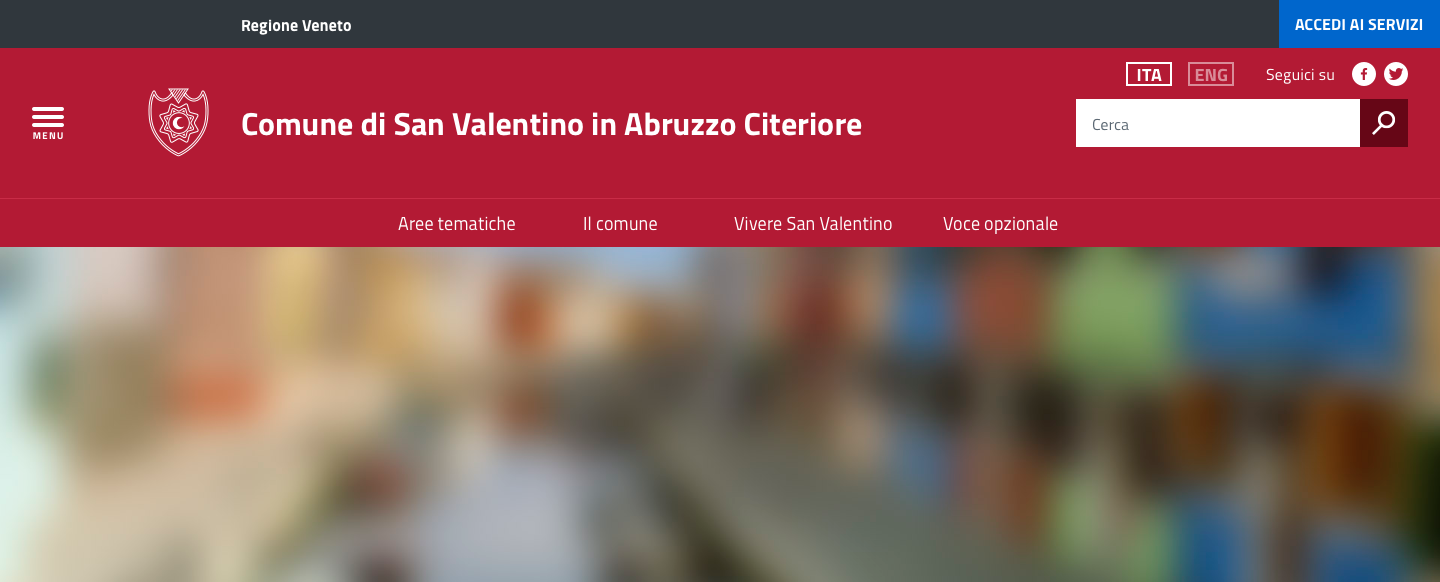 Regione Veneto
ACCEDI AI SERVIZI
ITA
ENG
Seguici su
MENU
Comune di San Valentino in Abruzzo Citeriore
Cerca
Aree tematiche
Il comune
Vivere San Valentino
Voce opzionale